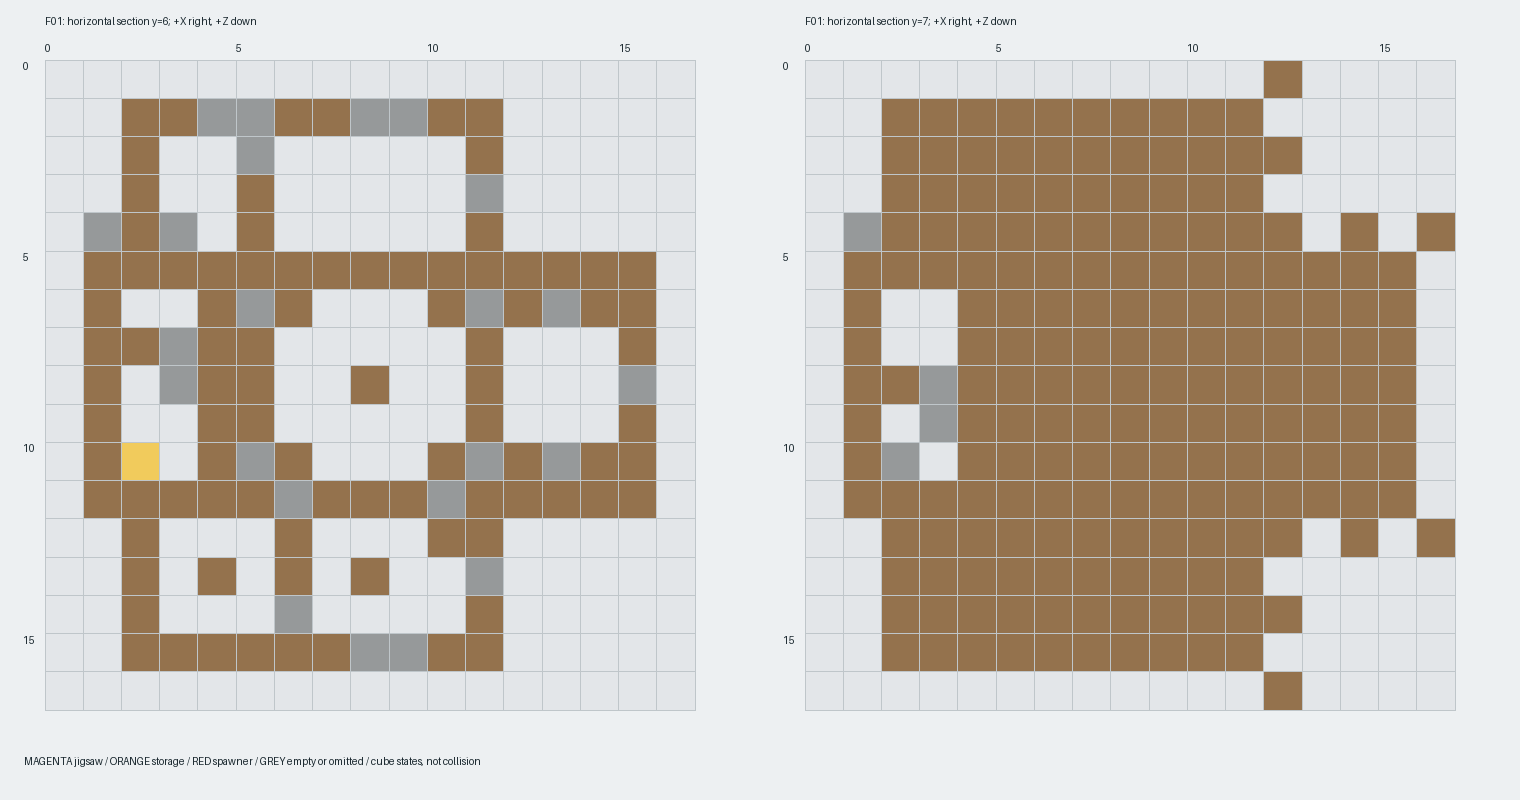 F01: horizontal section y=6; +X right, +Z down
F01: horizontal section y=7; +X right, +Z down
0 5 10 15
0 5 10 15
0
0
5
5
10
10
15
15
MAGENTA jigsaw / ORANGE storage / RED spawner / GREY empty or omitted / cube states, not collision